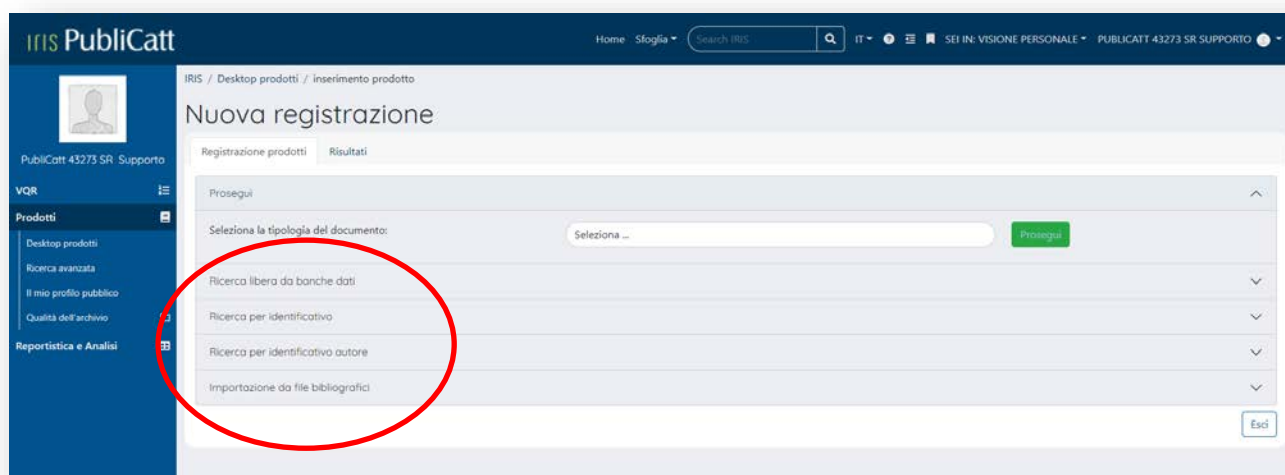 IRIS PubliCatt
Home Sfoglia Search IRIS IT SEI IN: VISIONE PERSONALE PUBLICATT 43273 SR SUPPORTO
IRIS / Desktop prodotti / inserimento prodotto
Nuova registrazione
PubliCatt 43273 SR Supporto
VQR
Prodotti
Desktop prodotti
Ricerca avanzata
Il mio profilo pubblico
Qualità dell'archivio
Reportistica e Analisi
Registrazione prodotti Risultati
Prosegui
Seleziona la tipologia del documento: Seleziona ... Prosegui
Ricerca libera da banche dati
Ricerca per identificativo
Ricerca per identificativo autore
Importazione da file bibliografici
Esci